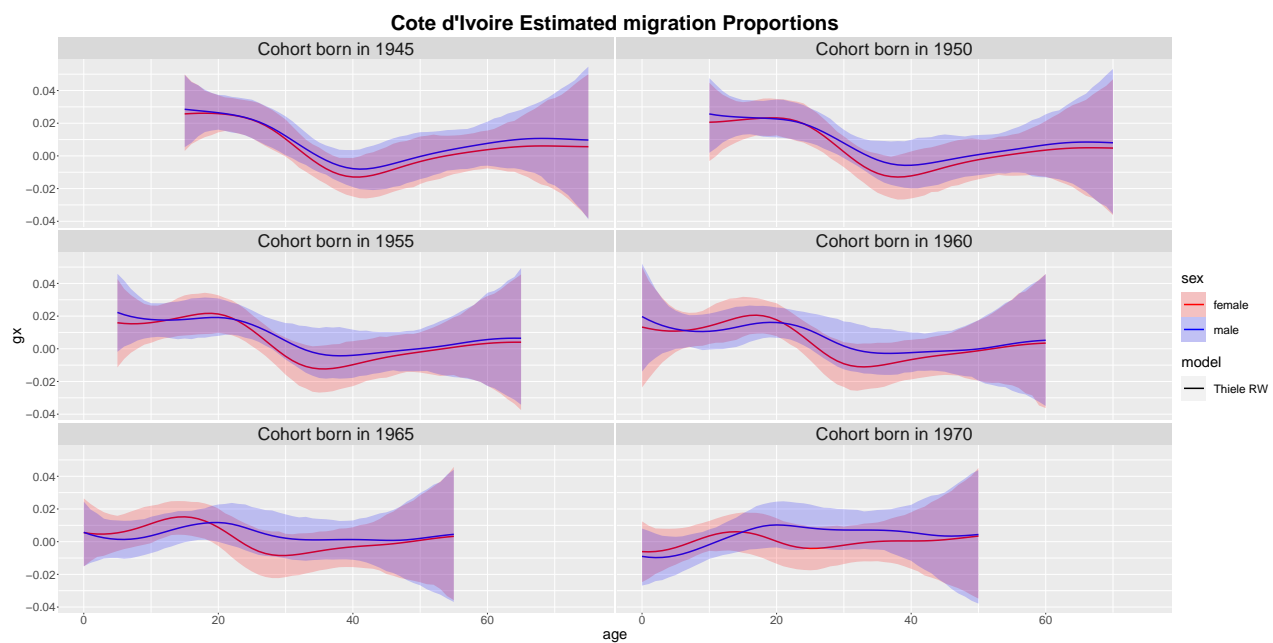 Cote d'Ivoire Estimated migration Proportions
Cohort born in 1945
Cohort born in 1950
0.04
0.02
0.00
−0.02
−0.04
Cohort born in 1955
Cohort born in 1960
0.04
0.02
0.00
−0.02
−0.04
Cohort born in 1965
Cohort born in 1970
0.04
0.02
0.00
−0.02
−0.04
0 20 40 60
0 20 40 60
age
gx
sex
female
male
model
Thiele RW